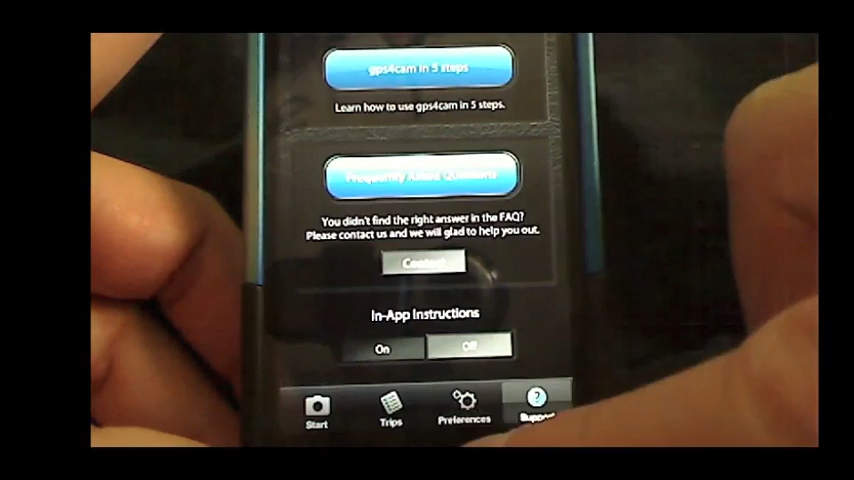 gps4cam in 5 steps
Learn how to use gps4cam in 5 steps.
Frequently Asked Questions
You didn't find the right answer in the FAQ?
Please contact us and we will glad to help you out.
Contact
In-App Instructions
On
Off
Start
Trips
Preferences
Support